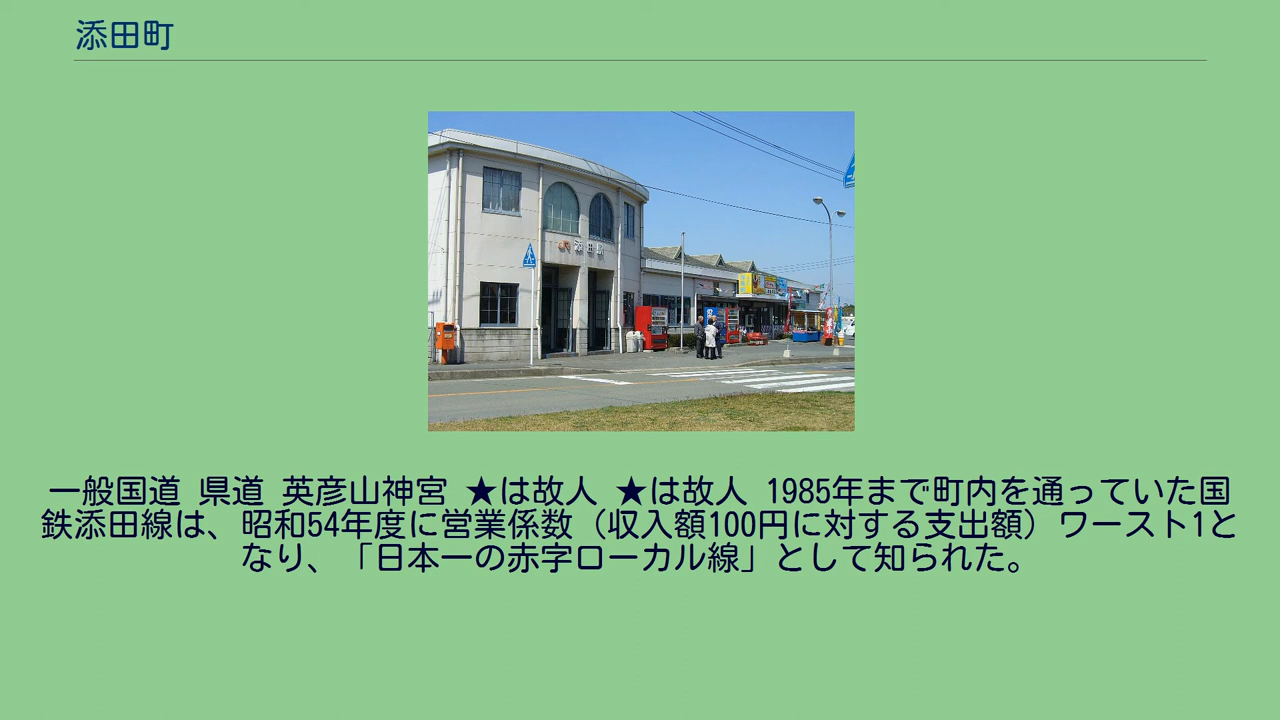 添田町
添田駅
一般国道 県道 英彦山神宮 ★は故人 ★は故人 1985年まで町内を通っていた国
鉄添田線は、昭和54年度に営業係数（収入額100円に対する支出額）ワースト1と
なり、「日本一の赤字ローカル線」として知られた。